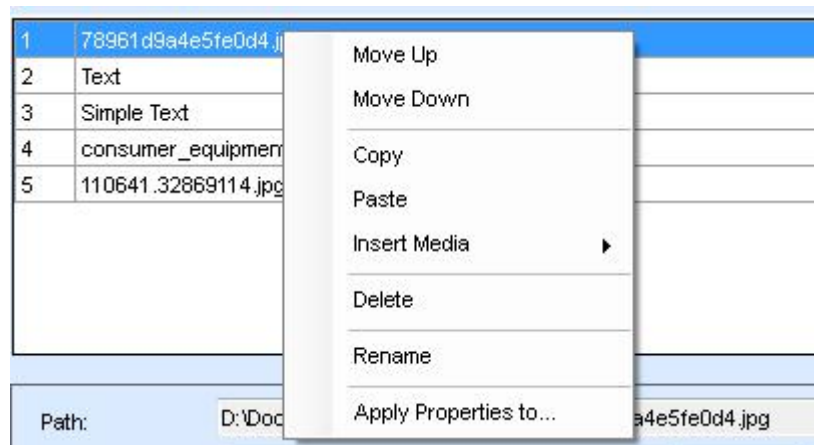 1 78961d9a4e5fe0d4.j
2 Text
3 Simple Text
4 consumer_equipmen
5 110641.32869114.jpg
Move Up
Move Down
Copy
Paste
Insert Media
Delete
Rename
Apply Properties to...
Path: D:\Doc a4e5fe0d4.jpg